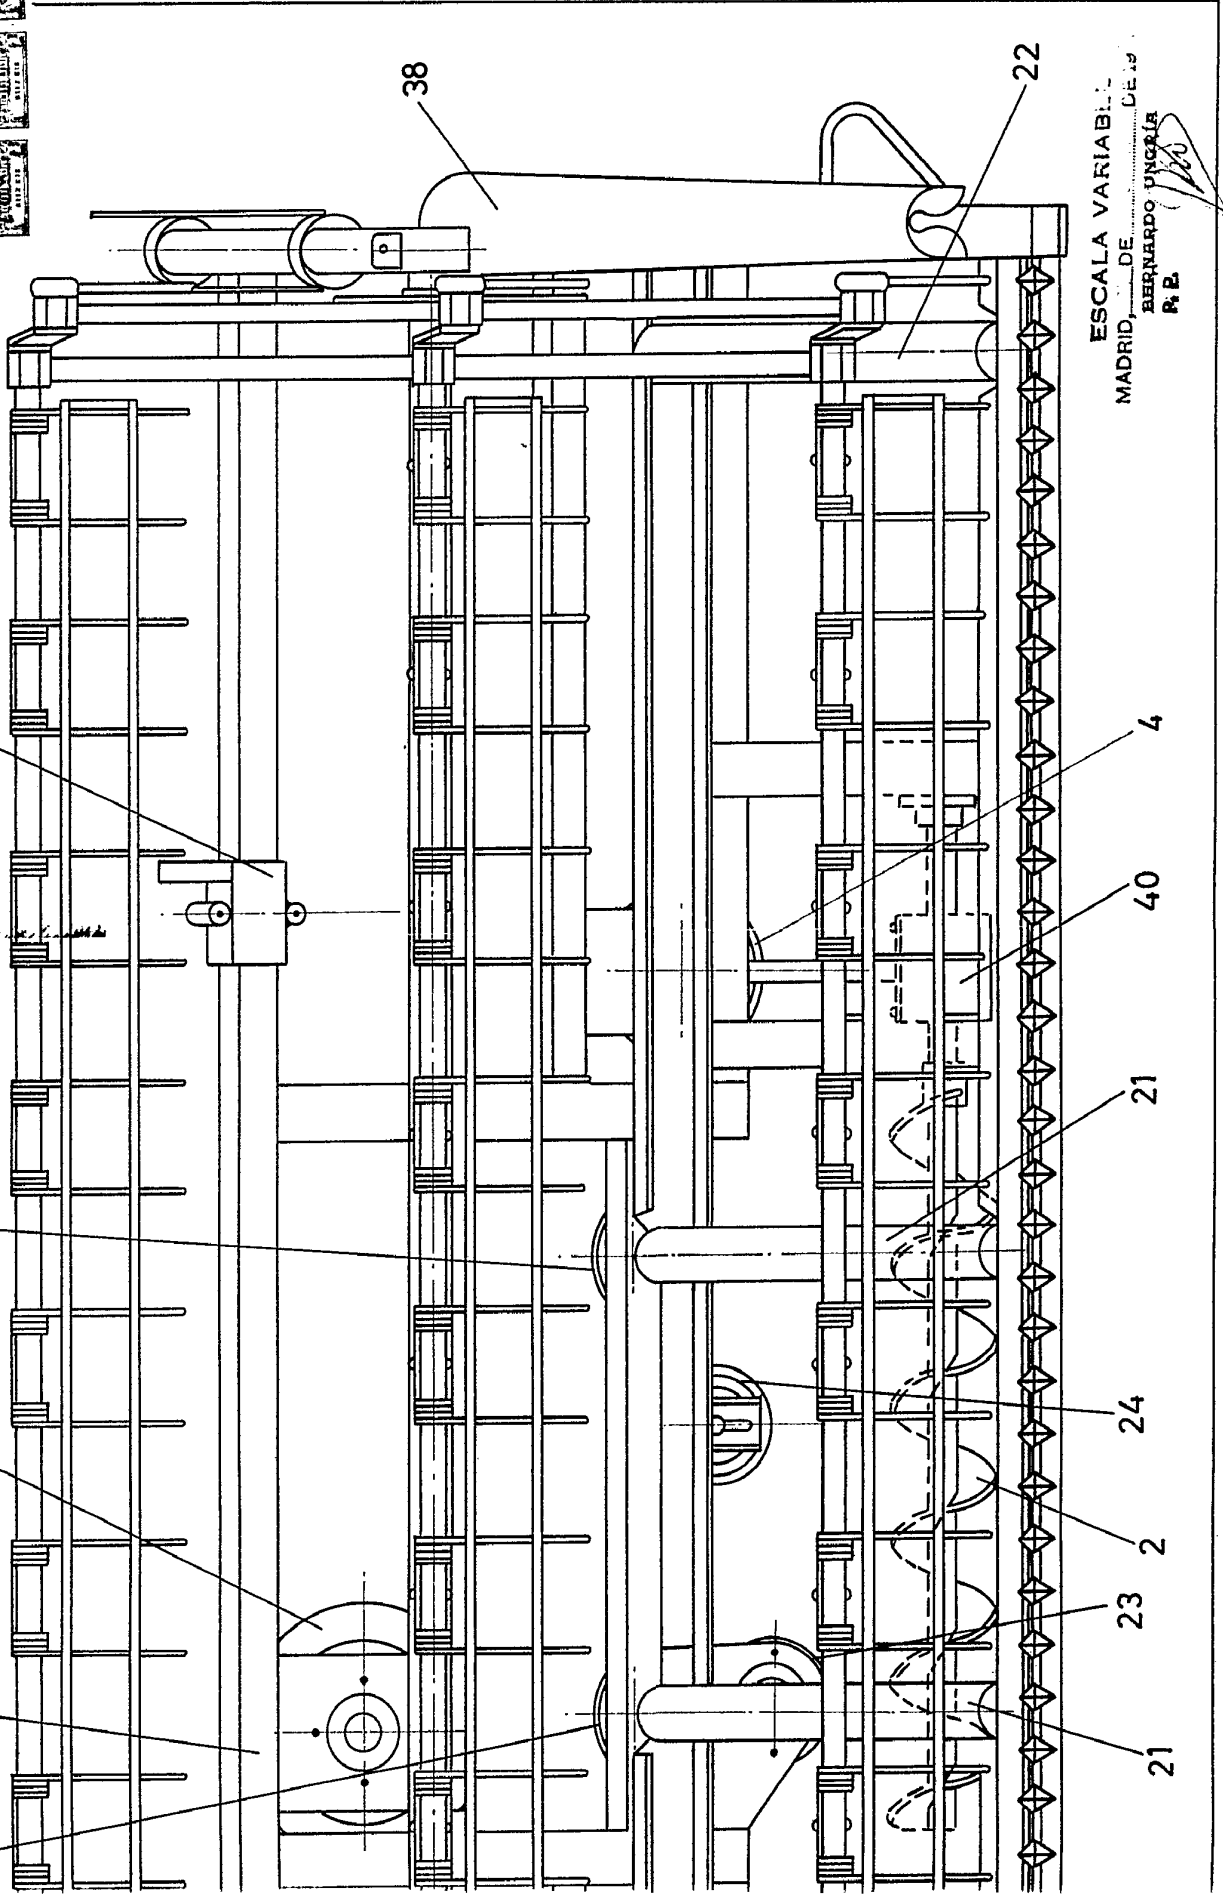 38
22
4
40
21
24
2
23
21
ESCALA VARIABLE
MADRID, DE DE 19
BERNARDO UNGRÍA
P. P.